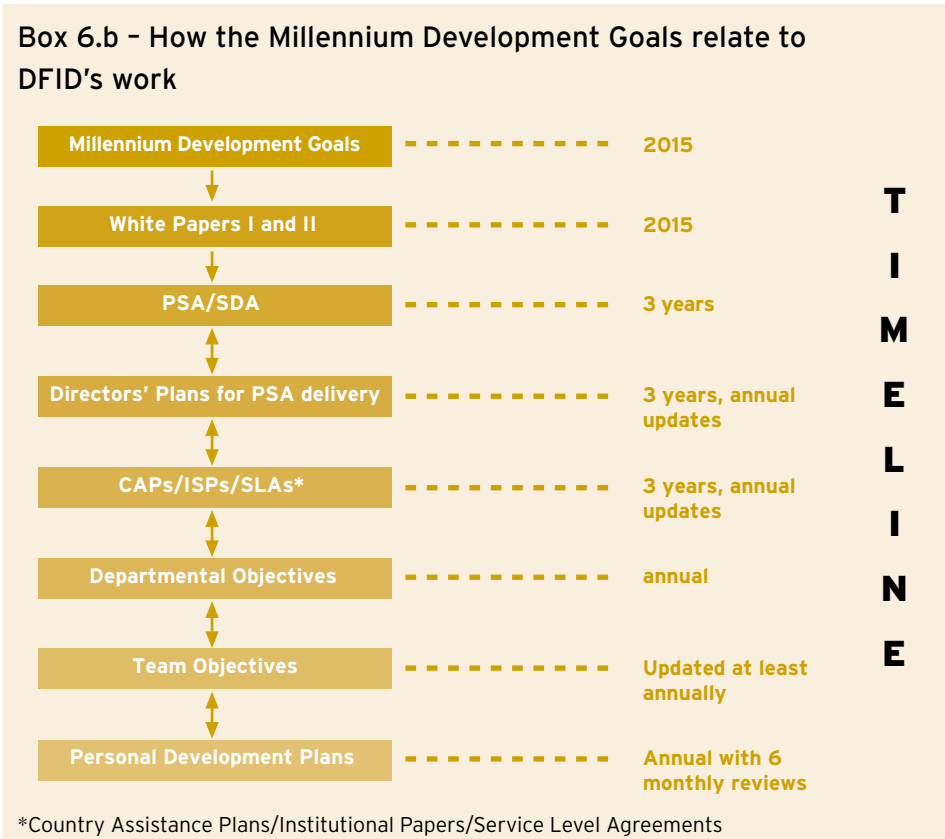 Box 6.b – How the Millennium Development Goals relate to
DFID's work
Millennium Development Goals
2015
White Papers I and II
2015
PSA/SDA
3 years
Directors' Plans for PSA delivery
3 years, annual
updates
CAPs/ISPs/SLAs*
3 years, annual
updates
Departmental Objectives
annual
Team Objectives
Updated at least
annually
Personal Development Plans
Annual with 6
monthly reviews
T
I
M
E
L
I
N
E
*Country Assistance Plans/Institutional Papers/Service Level Agreements